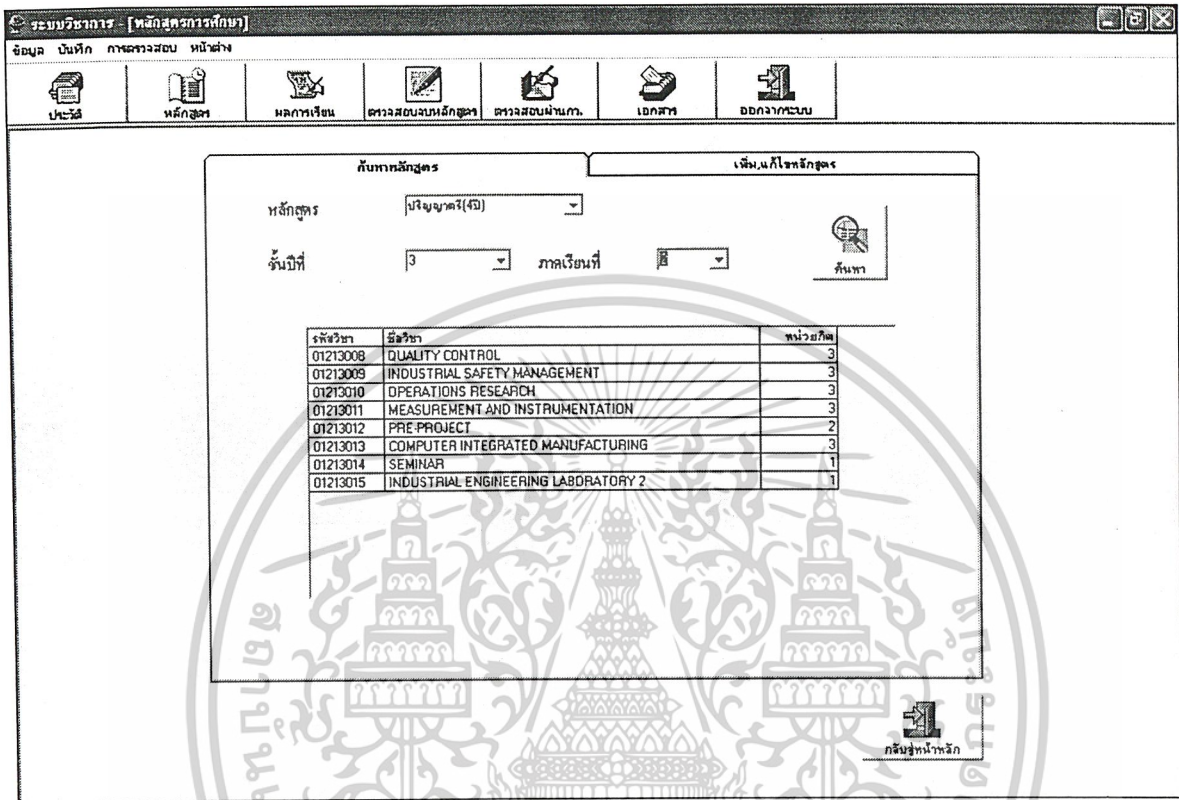 ระบบวิชาการ - [หลักสูตรการศึกษา]
ข้อมูล บันทึก การตรวจสอบ หน้าต่าง
ประวัติ หลักสูตร ผลการเรียน ตรวจสอบจบหลักสูตร ตรวจสอบผ่านกว. เอกสาร ออกจากระบบ
ค้นหาหลักสูตร เพิ่ม,แก้ไขหลักสูตร
หลักสูตร ปริญญาตรี(4ปี)
ชั้นปีที่ 3 ภาคเรียนที่
ค้นหา
รหัสวิชา ชื่อวิชา หน่วยกิต
01213008 QUALITY CONTROL 3
01213009 INDUSTRIAL SAFETY MANAGEMENT 3
01213010 OPERATIONS RESEARCH 3
01213011 MEASUREMENT AND INSTRUMENTATION 3
01213012 PRE-PROJECT 2
01213013 COMPUTER INTEGRATED MANUFACTURING 3
01213014 SEMINAR 1
01213015 INDUSTRIAL ENGINEERING LABORATORY 2 1
กลับสู่หน้าหลัก